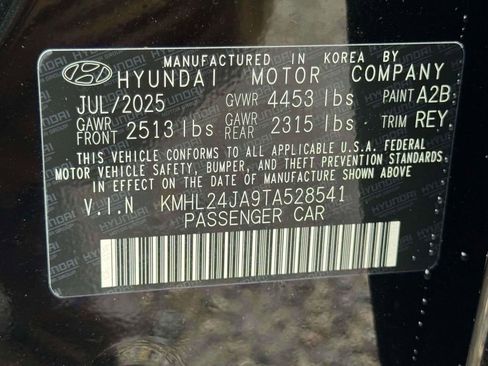 MANUFACTURED IN KOREA BY
HYUNDAI MOTOR COMPANY
JUL/2025 GVWR 4453 lbs PAINT A2B
GAWR FRONT 2513 lbs GAWR REAR 2315 lbs TRIM REY
THIS VEHICLE CONFORMS TO ALL APPLICABLE U.S.A. FEDERAL
MOTOR VEHICLE SAFETY, BUMPER, AND THEFT PREVENTION STANDARDS
IN EFFECT ON THE DATE OF MANUFACTURE SHOWN ABOVE.
V.I.N KMHL24JA9TA528541
PASSENGER CAR